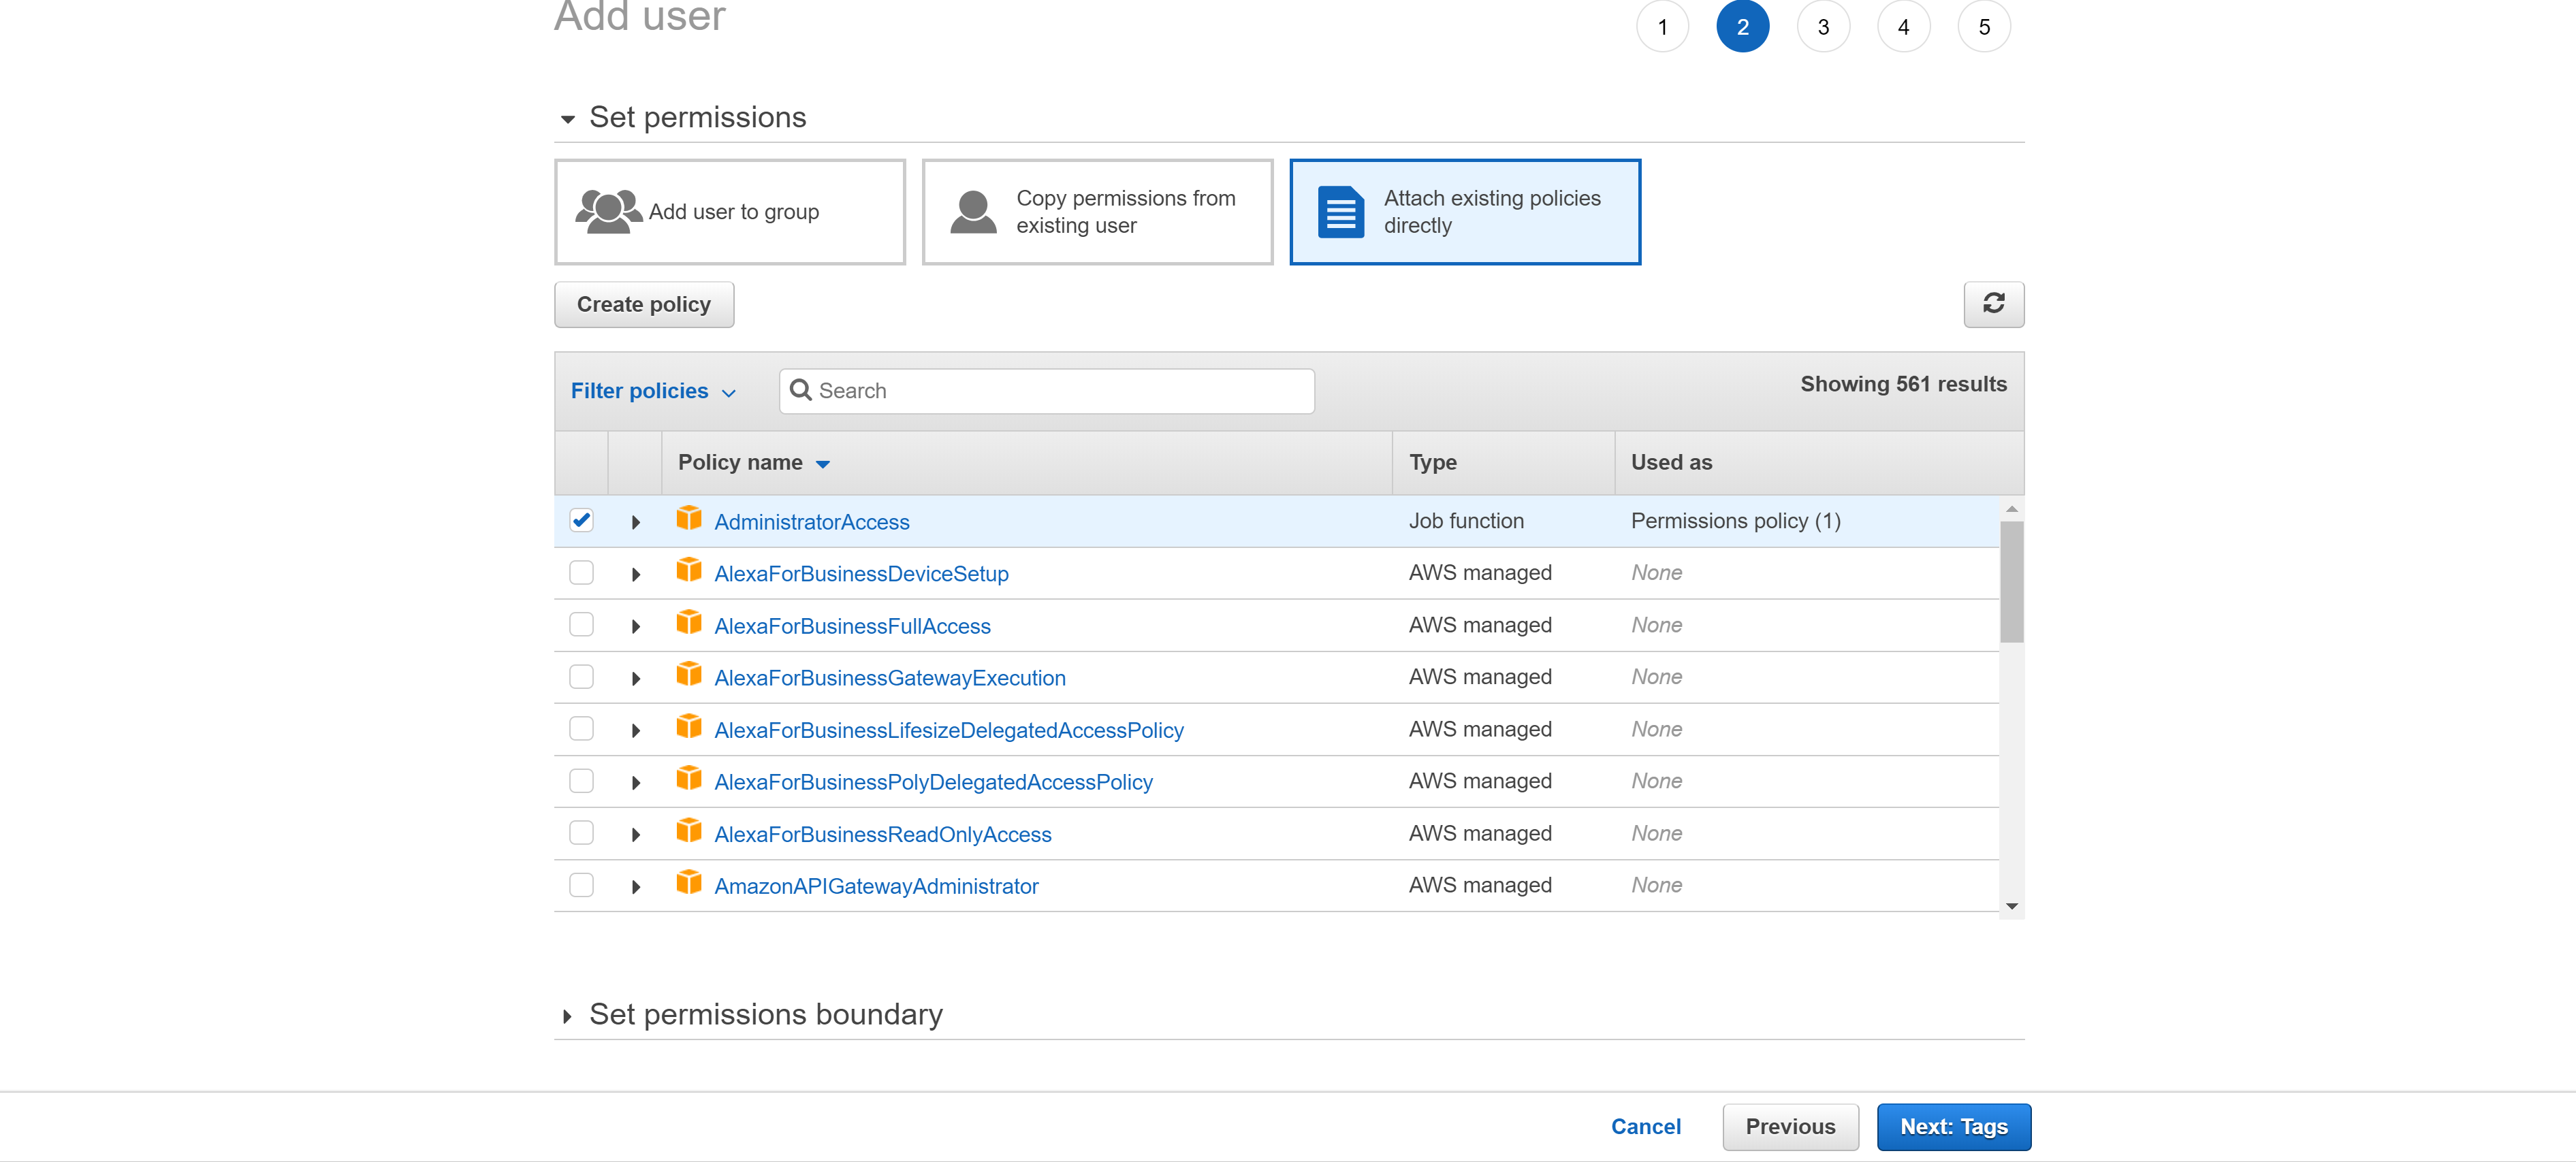 Add user
1 2 3 4 5
Set permissions
Add user to group
Copy permissions from
existing user
Attach existing policies
directly
Create policy
Filter policies
Search
Showing 561 results
Policy name Type Used as
AdministratorAccess Job function Permissions policy (1)
AlexaForBusinessDeviceSetup AWS managed None
AlexaForBusinessFullAccess AWS managed None
AlexaForBusinessGatewayExecution AWS managed None
AlexaForBusinessLifesizeDelegatedAccessPolicy AWS managed None
AlexaForBusinessPolyDelegatedAccessPolicy AWS managed None
AlexaForBusinessReadOnlyAccess AWS managed None
AmazonAPIGatewayAdministrator AWS managed None
Set permissions boundary
Cancel Previous Next: Tags